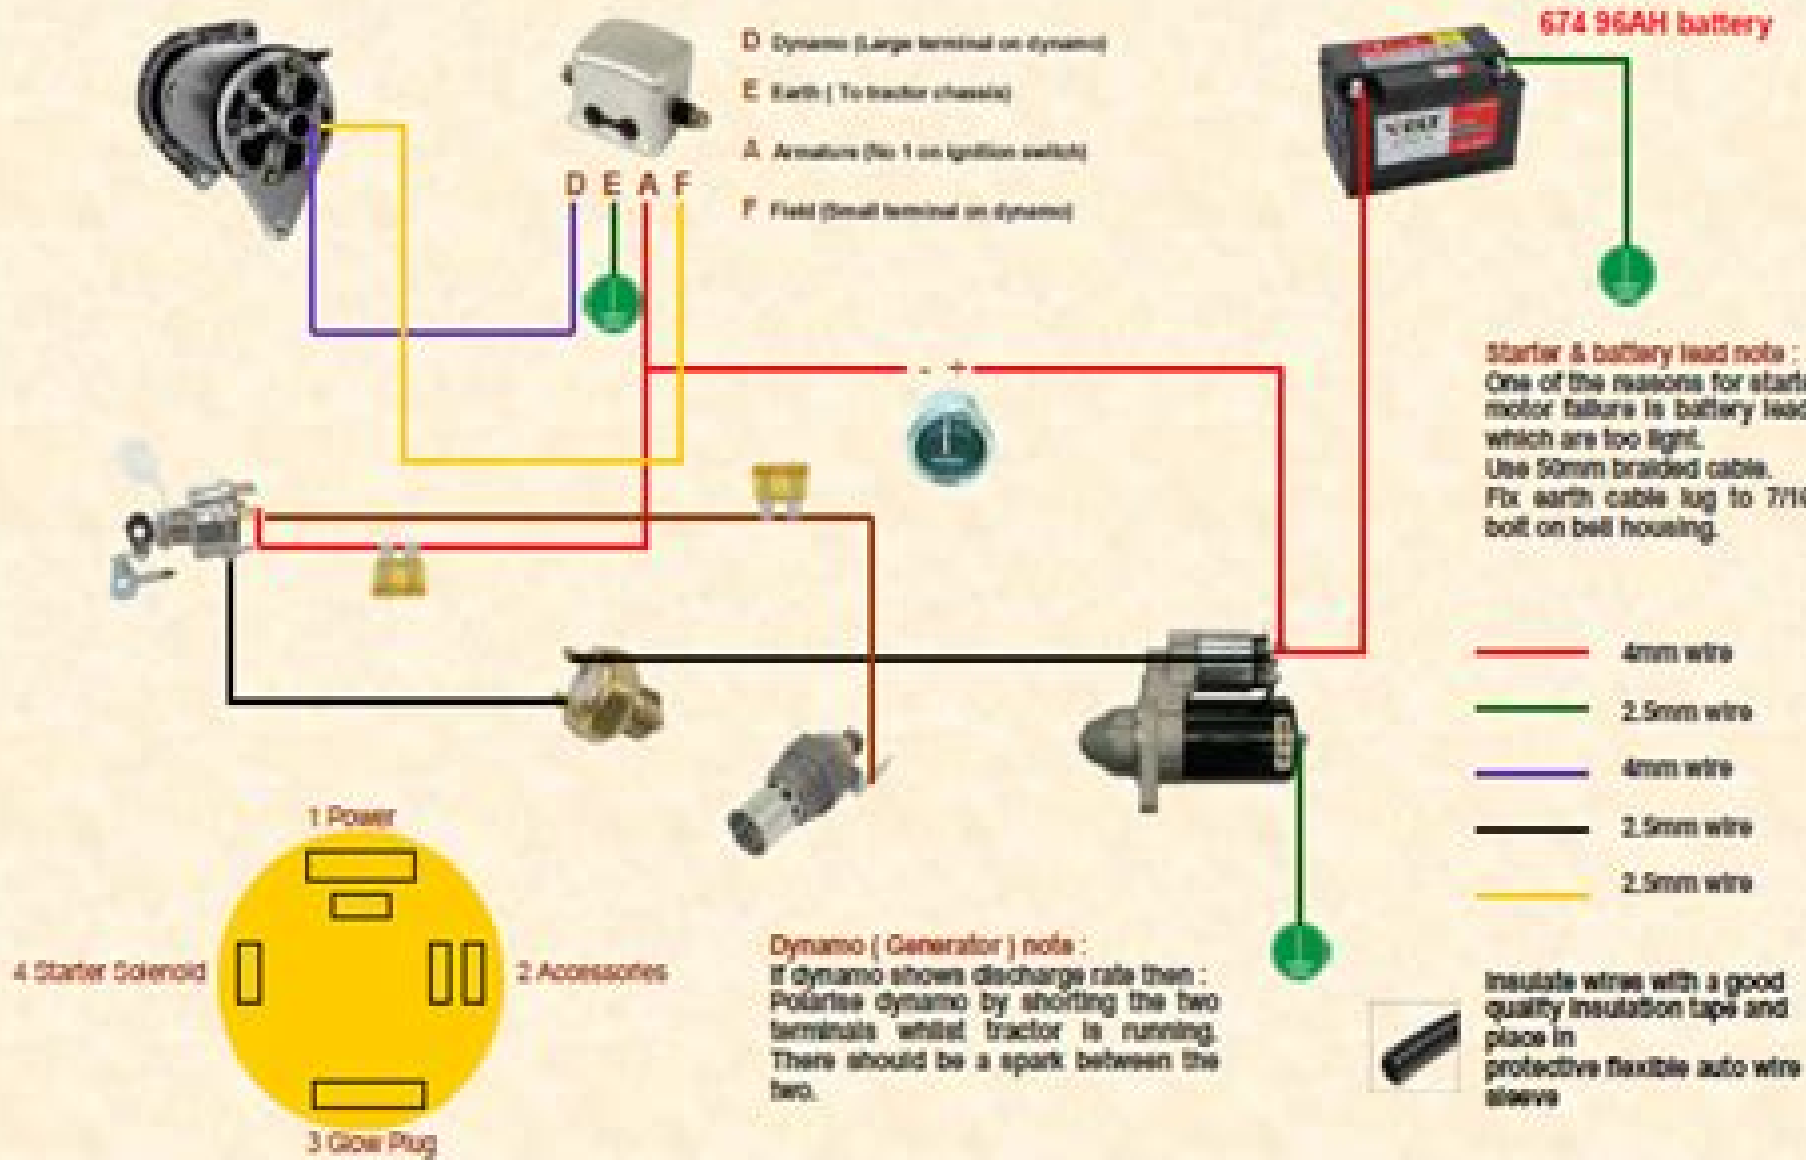 674 96AH battery
D Dynamo (Large terminal on dynamo)
E Earth ( To tractor chassis)
A Armature (No 1 on ignition switch)
F Field (Small terminal on dynamo)
D E A F
- +
VOLT
Starter & battery lead note :
One of the reasons for
motor failure is battery
which are too light.
Use 50mm braided cable.
Fix earth cable lug to
bolt on bell housing.
4mm wire
2.5mm wire
4mm wire
2.5mm wire
2.5mm wire
1 Power
4 Starter Solenoid
2 Accessories
3 Glow Plug
Dynamo ( Generator ) note :
If dynamo shows discharge rate then :
Polarise dynamo by shorting the two
terminals whilst tractor is running.
There should be a spark between the
two.
Insulate wires with a good
quality insulation tape and
place in
protective flexible auto wire
sleeve